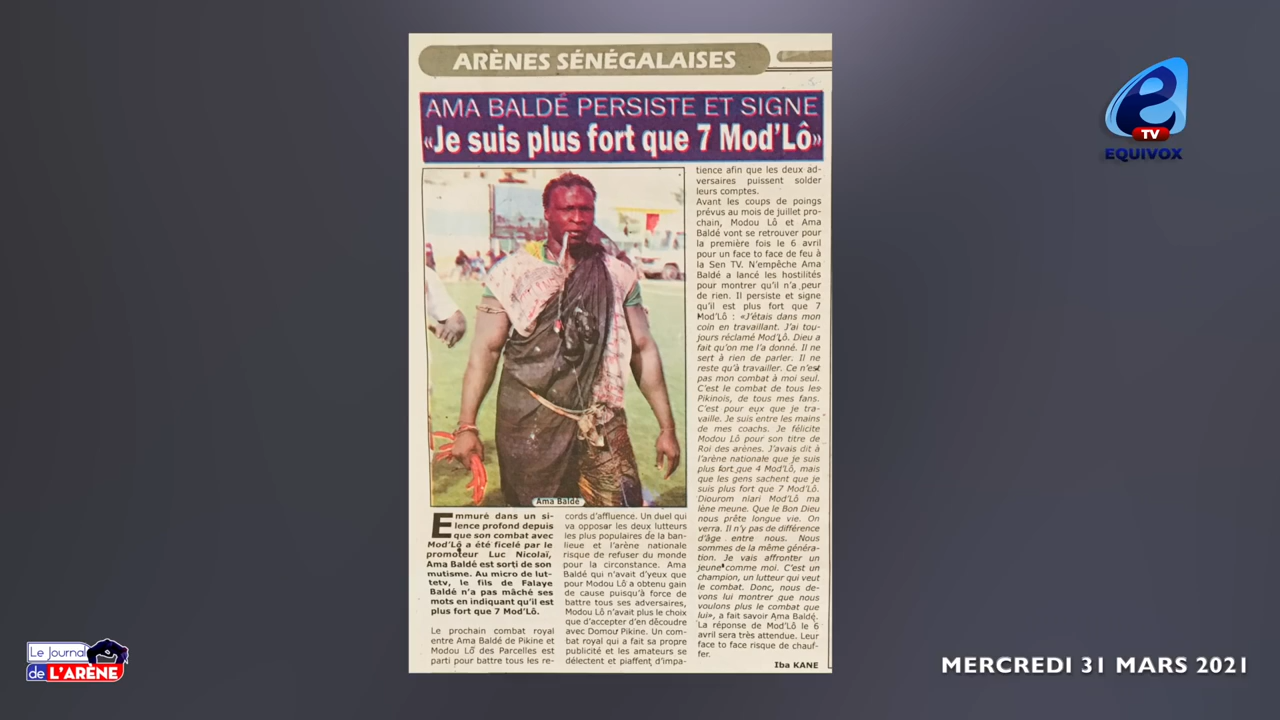 ARÈNES SÉNÉGALAISES
AMA BALDÉ PERSISTE ET SIGNE
«Je suis plus fort que 7 Mod'Lô»
Ama Baldé
Emmuré dans un si-
lence profond depuis
que son combat avec
Mod'Lô a été ficelé par le
promoteur Luc Nicolaï,
Ama Baldé est sorti de son
mutisme. Au micro de lut-
tetv, le fils de Falaye
Baldé n'a pas mâché ses
mots en indiquant qu'il est
plus fort que 7 Mod'Lô.
Le prochain combat royal
entre Ama Baldé de Pikine et
Modou Lô des Parcelles est
parti pour battre tous les re-
cords d'affluence. Un duel qui
va opposer les deux lutteurs
les plus populaires de la ban-
lieue et l'arène nationale
risque de refuser du monde
pour la circonstance. Ama
Baldé qui n'avait d'yeux que
pour Modou Lô a obtenu gain
de cause puisqu'à force de
battre tous ses adversaires,
Modou Lô n'avait plus le choix
que d'accepter d'en découdre
avec Domou Pikine. Un com-
bat royal qui a fait sa propre
publicité et les amateurs se
délectent et piaffent d'impa-
tience afin que les deux ad-
versaires puissent solder
leurs comptes.
Avant les coups de poings
prévus au mois de juillet pro-
chain, Modou Lô et Ama
Baldé vont se retrouver pour
la première fois le 6 avril
pour un face to face de feu à
la Sen TV. N'empêche Ama
Baldé a lancé les hostilités
pour montrer qu'il n'a peur
de rien. Il persiste et signe
qu'il est plus fort que 7
Mod'Lô : «J'étais dans mon
coin en travaillant. J'ai tou-
jours réclamé Mod'Lô. Dieu a
fait qu'on me l'a donné. Il ne
sert à rien de parler. Il ne
reste qu'à travailler. Ce n'est
pas mon combat à moi seul.
C'est le combat de tous les
Pikinois, de tous mes fans.
C'est pour eux que je tra-
vaille. Je suis entre les mains
de mes coachs. Je félicite
Modou Lô pour son titre de
Roi des arènes. J'avais dit à
l'arène nationale que je suis
plus fort que 4 Mod'Lô, mais
que les gens sachent que je
suis plus fort que 7 Mod'Lô.
Diourom nlari Mod'Lô ma
lène meune. Que le Bon Dieu
nous prête longue vie. On
verra. Il n'y pas de différence
d'âge entre nous. Nous
sommes de la même généra-
tion. Je vais affronter un
jeune comme moi. C'est un
champion, un lutteur qui veut
le combat. Donc, nous de-
vons lui montrer que nous
voulons plus le combat que
lui», a fait savoir Ama Baldé.
La réponse de Mod'Lô le 6
avril sera très attendue. Leur
face to face risque de chauf-
fer.
Iba KANE
e
TV
EQUIVOX
Le Journal
de L'ARÈNE
MERCREDI 31 MARS 2021